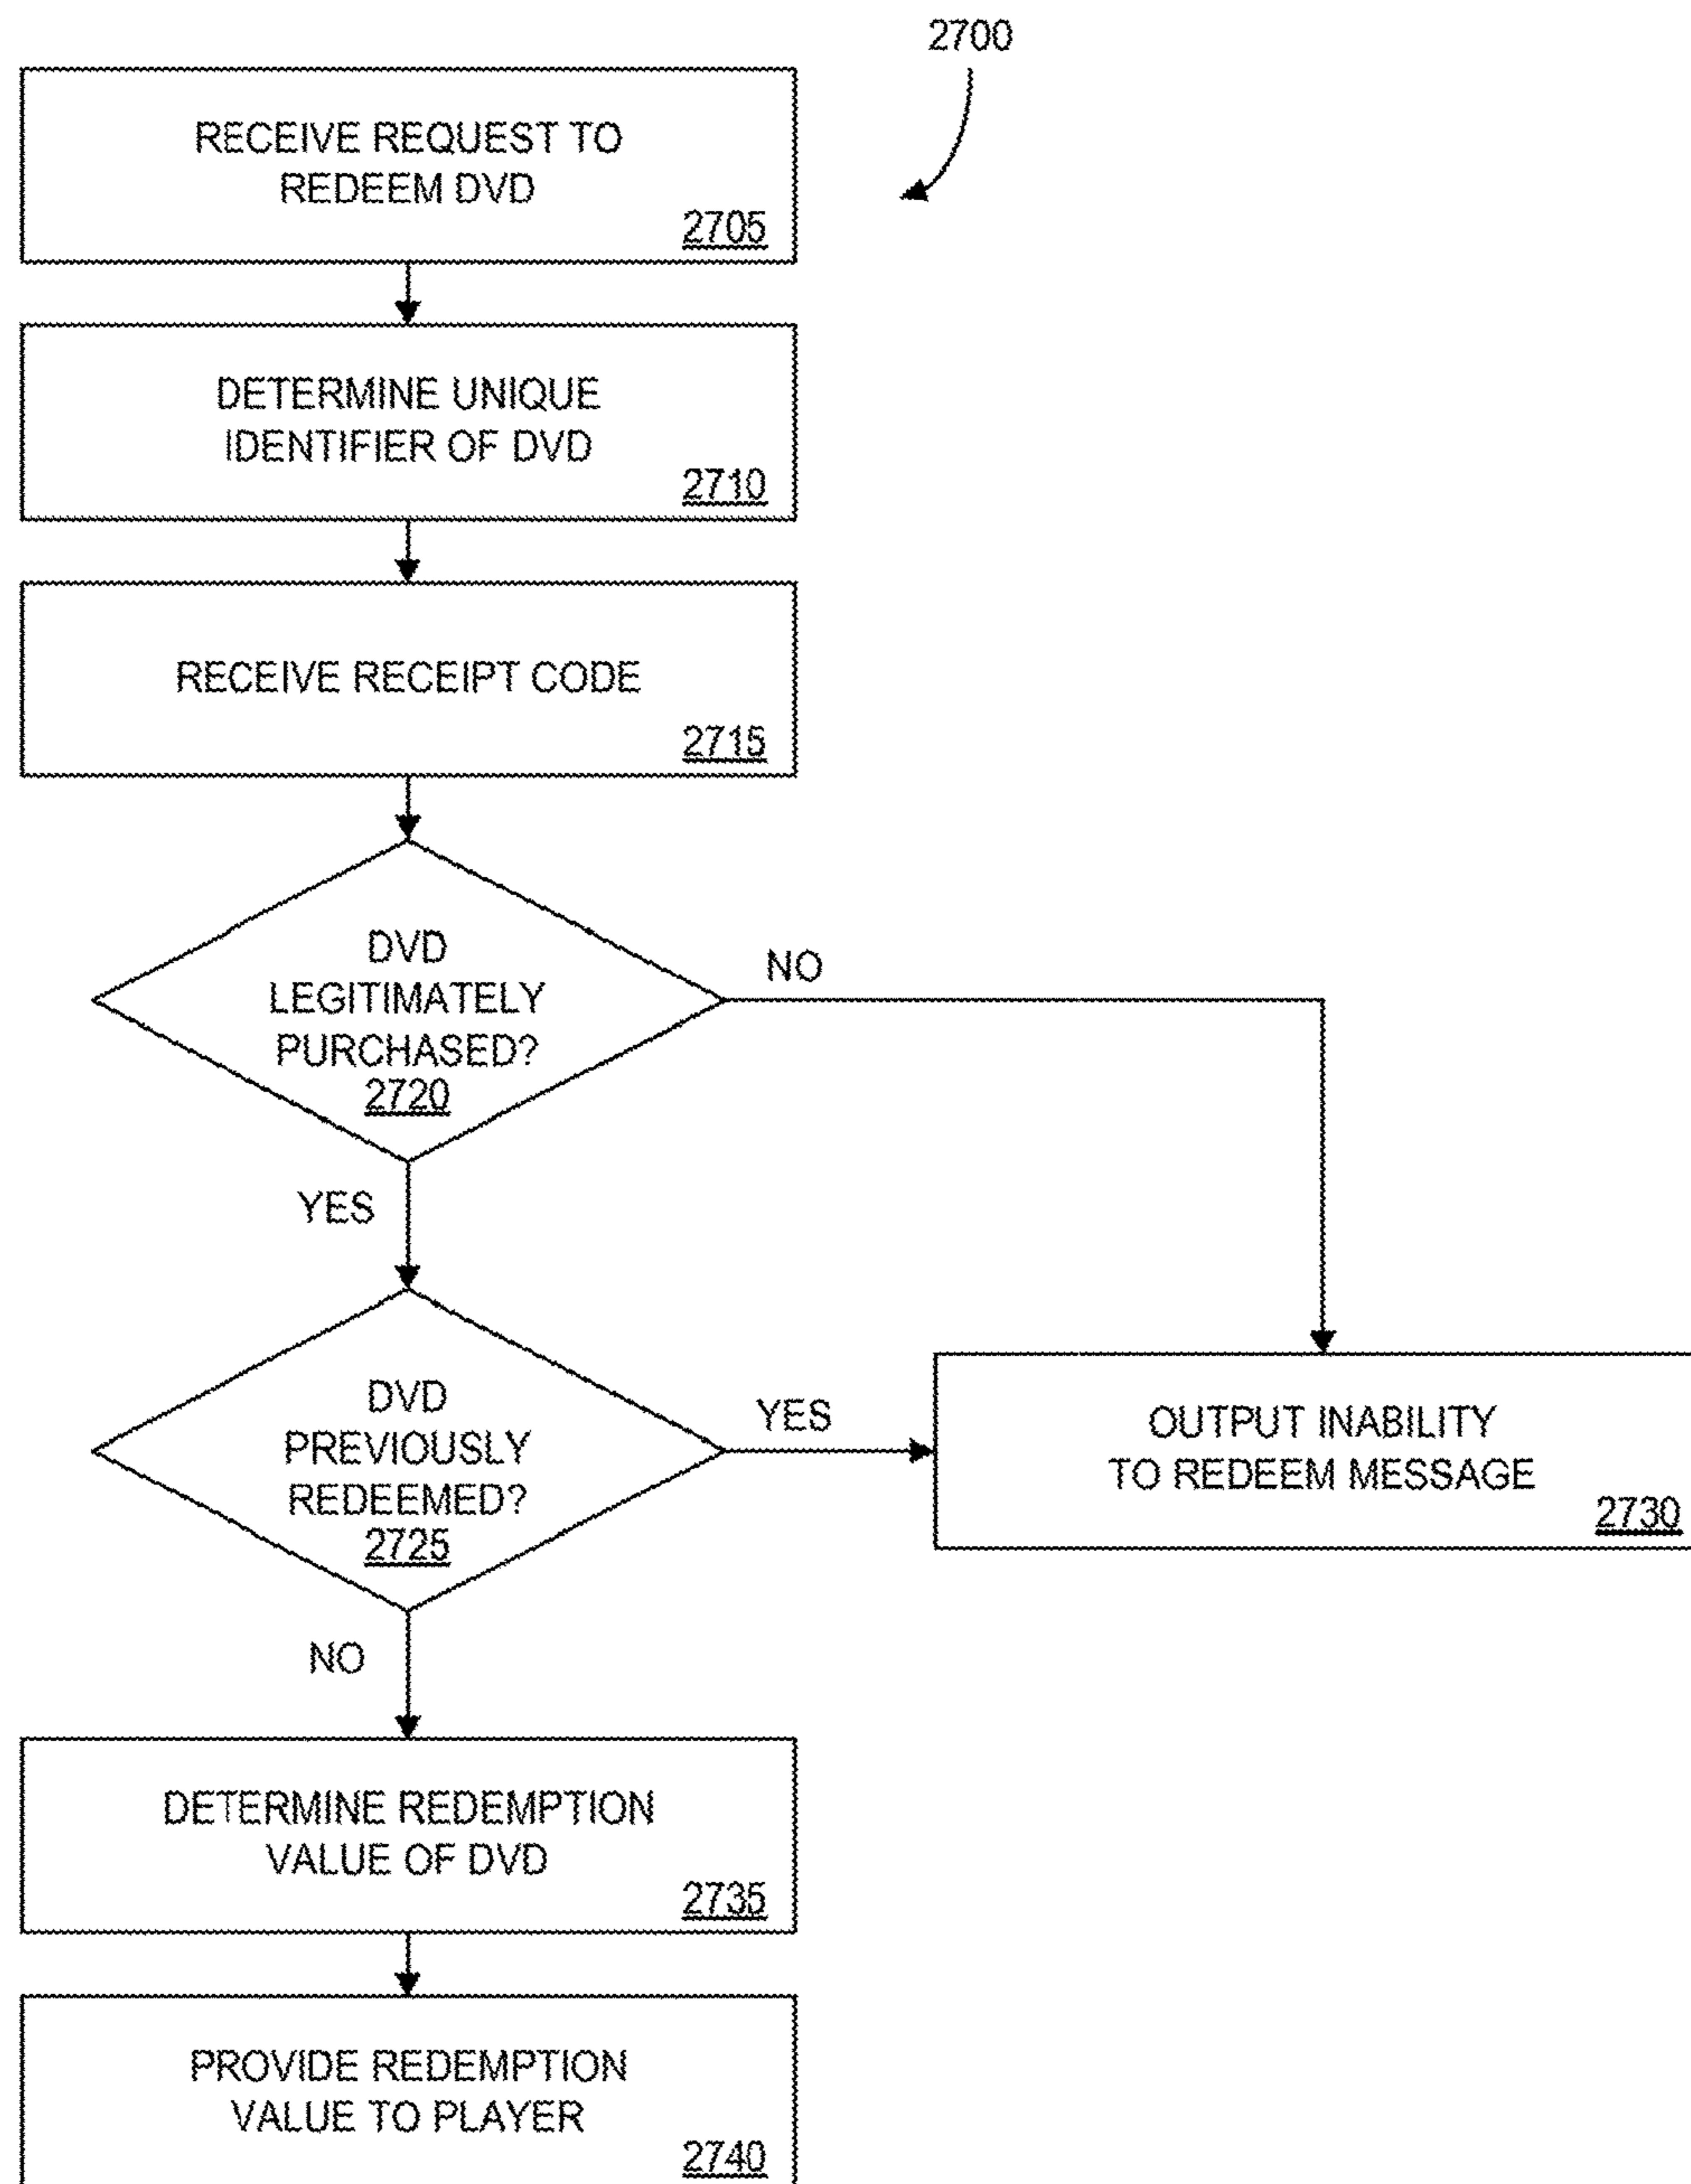 2700
RECEIVE REQUEST TO
REDEEM DVD
2705
DETERMINE UNIQUE
IDENTIFIER OF DVD
2710
RECEIVE RECEIPT CODE
2715
DVD
LEGITIMATELY
PURCHASED?
2720
NO
YES
DVD
PREVIOUSLY
REDEEMED?
2725
YES
OUTPUT INABILITY
TO REDEEM MESSAGE
2730
NO
DETERMINE REDEMPTION
VALUE OF DVD
2735
PROVIDE REDEMPTION
VALUE TO PLAYER
2740